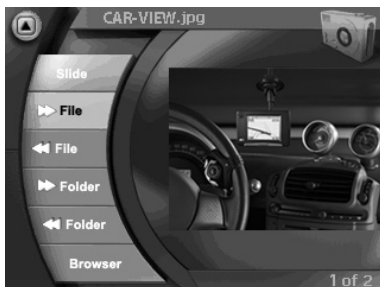 CAR-VIEW.jpg
Slide
File
File
Folder
Folder
Browser
1 of 2